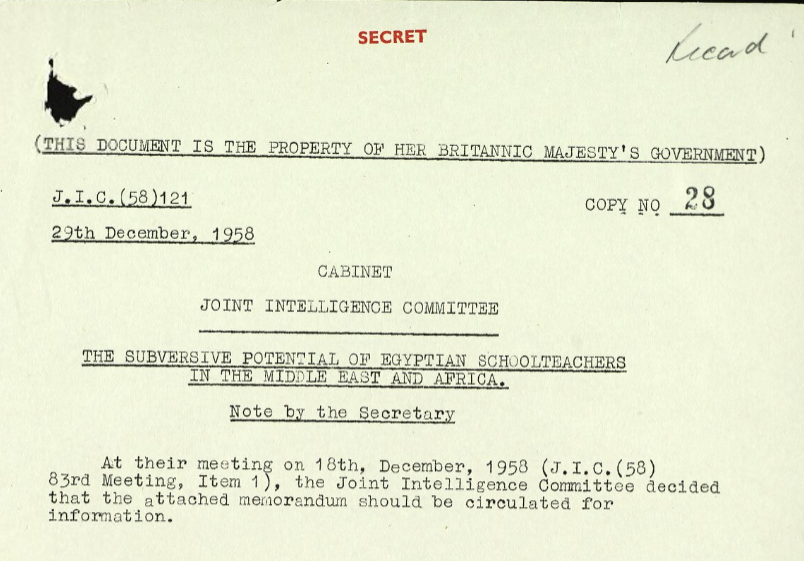 SECRET
Record
(THIS DOCUMENT IS THE PROPERTY OF HER BRITANNIC MAJESTY'S GOVERNMENT)
J.I.C.(58)121
COPY NO 28
29th December, 1958
CABINET
JOINT INTELLIGENCE COMMITTEE
THE SUBVERSIVE POTENTIAL OF EGYPTIAN SCHOOLTEACHERS
IN THE MIDDLE EAST AND AFRICA.
Note by the Secretary
At their meeting on 18th, December, 1958 (J.I.C.(58)
83rd Meeting, Item 1), the Joint Intelligence Committee decided
that the attached memorandum should be circulated for
information.